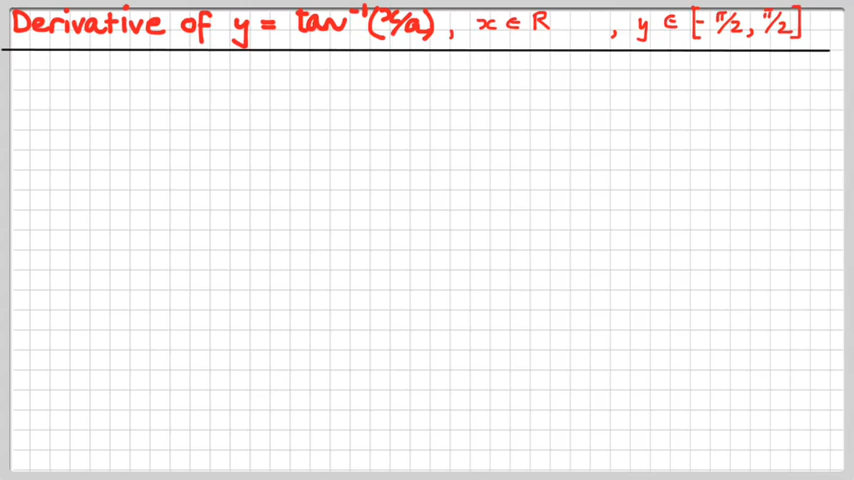 Derivative of y = tan⁻¹(x/a), x ∈ R , y ∈ [-π/2, π/2]